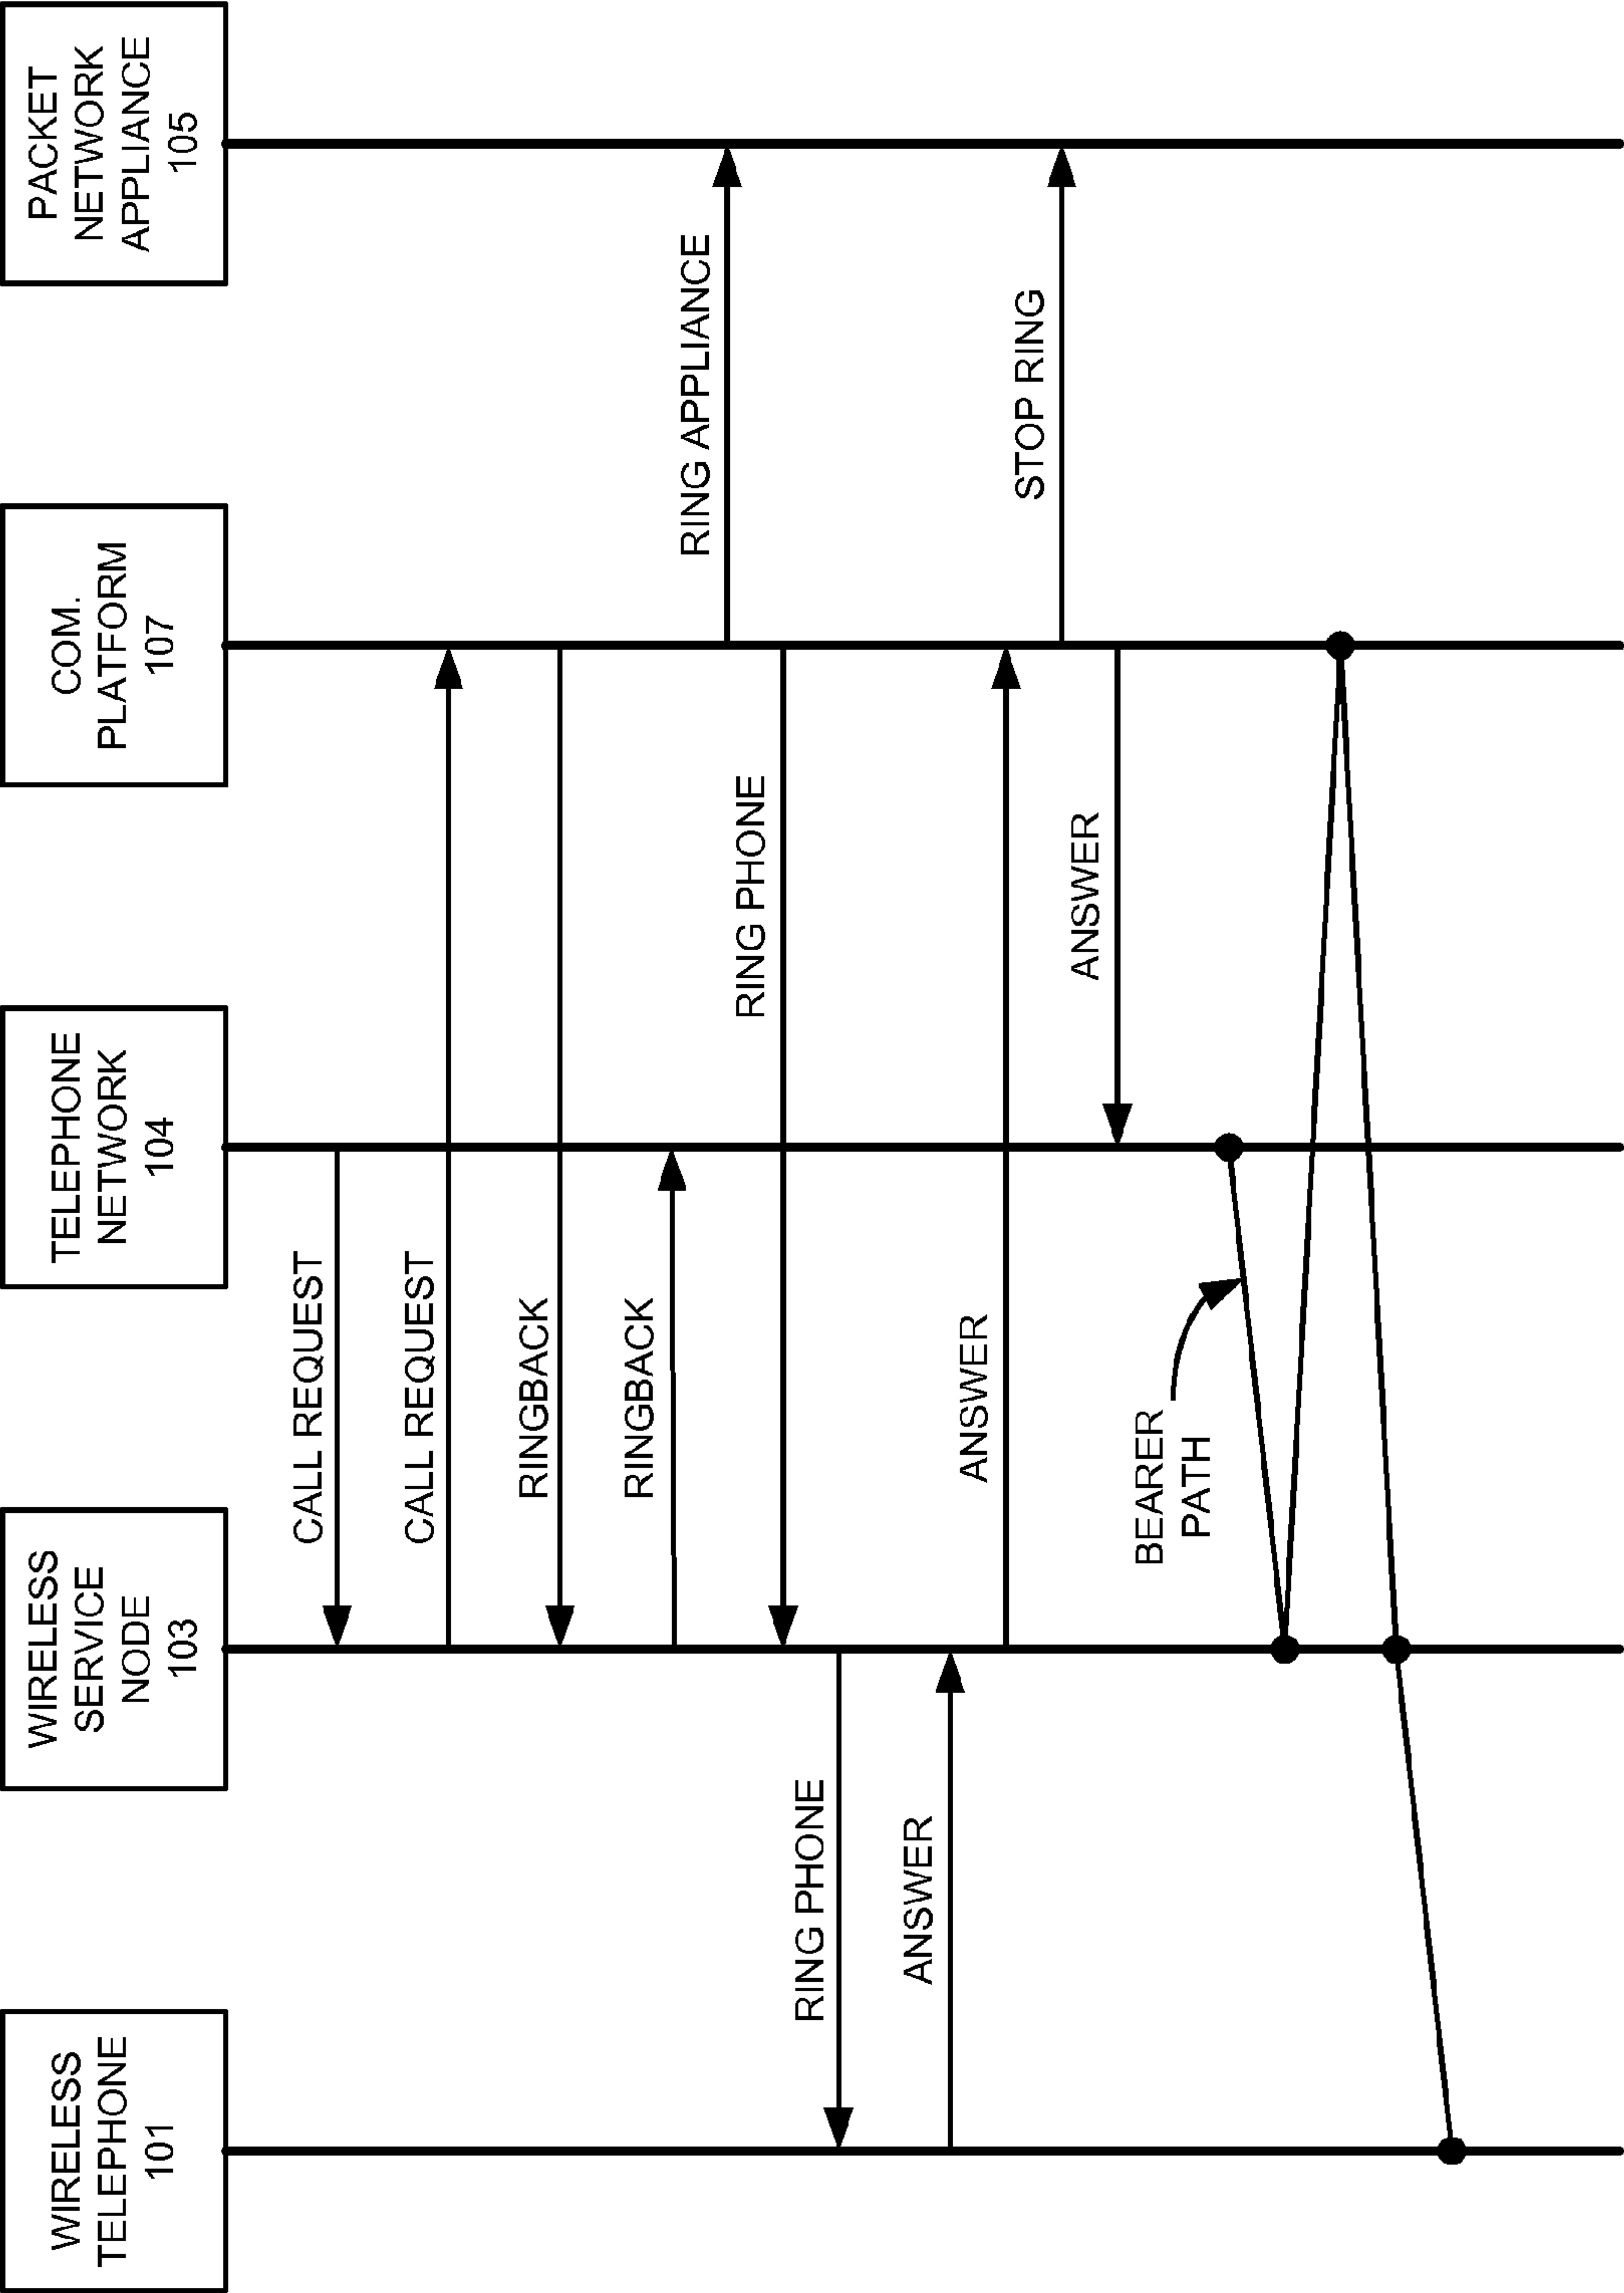 WIRELESS
TELEPHONE
101
WIRELESS
SERVICE
NODE
103
TELEPHONE
NETWORK
104
COM.
PLATFORM
107
PACKET
NETWORK
APPLIANCE
105
CALL REQUEST
CALL REQUEST
RINGBACK
RINGBACK
RING APPLIANCE
RING PHONE
RING PHONE
ANSWER
ANSWER
STOP RING
ANSWER
BEARER
PATH